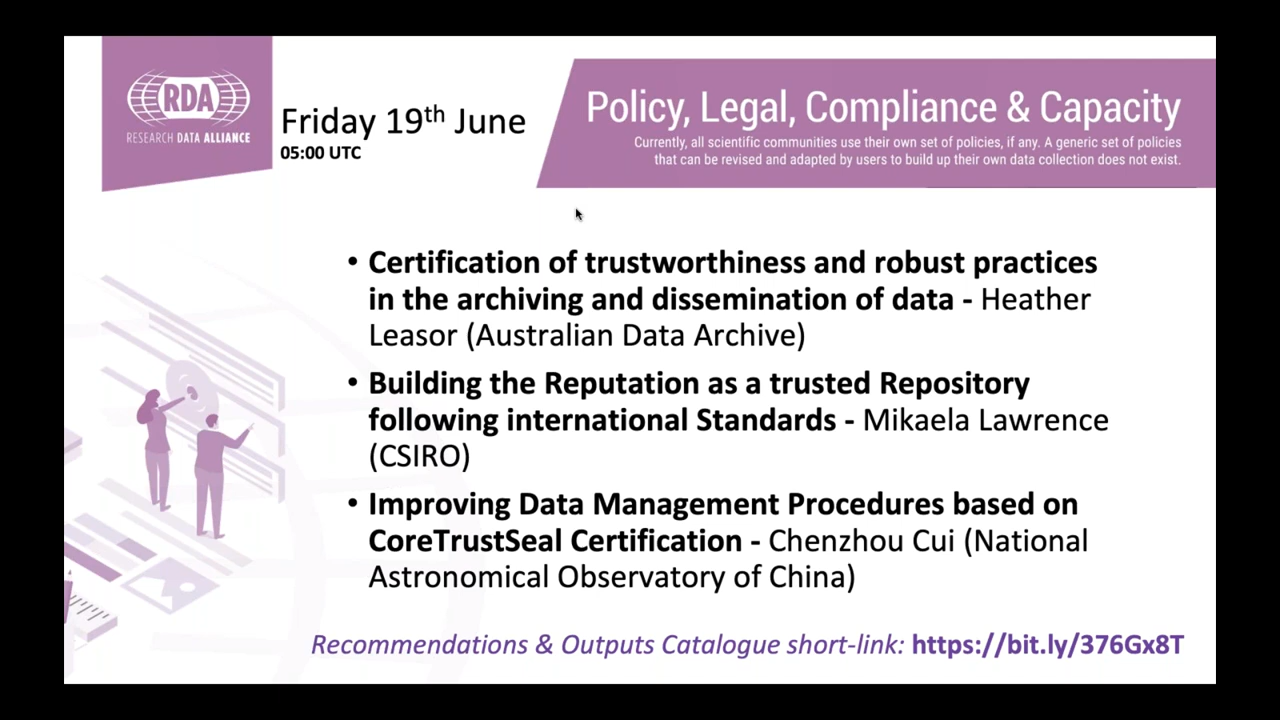 RDA
RESEARCH DATA ALLIANCE
Friday 19th June
05:00 UTC
Policy, Legal, Compliance & Capacity
Currently, all scientific communities use their own set of policies, if any. A generic set of policies
that can be revised and adapted by users to build up their own data collection does not exist.
• Certification of trustworthiness and robust practices
in the archiving and dissemination of data - Heather
Leasor (Australian Data Archive)
• Building the Reputation as a trusted Repository
following international Standards - Mikaela Lawrence
(CSIRO)
• Improving Data Management Procedures based on
CoreTrustSeal Certification - Chenzhou Cui (National
Astronomical Observatory of China)
Recommendations & Outputs Catalogue short-link: https://bit.ly/376Gx8T